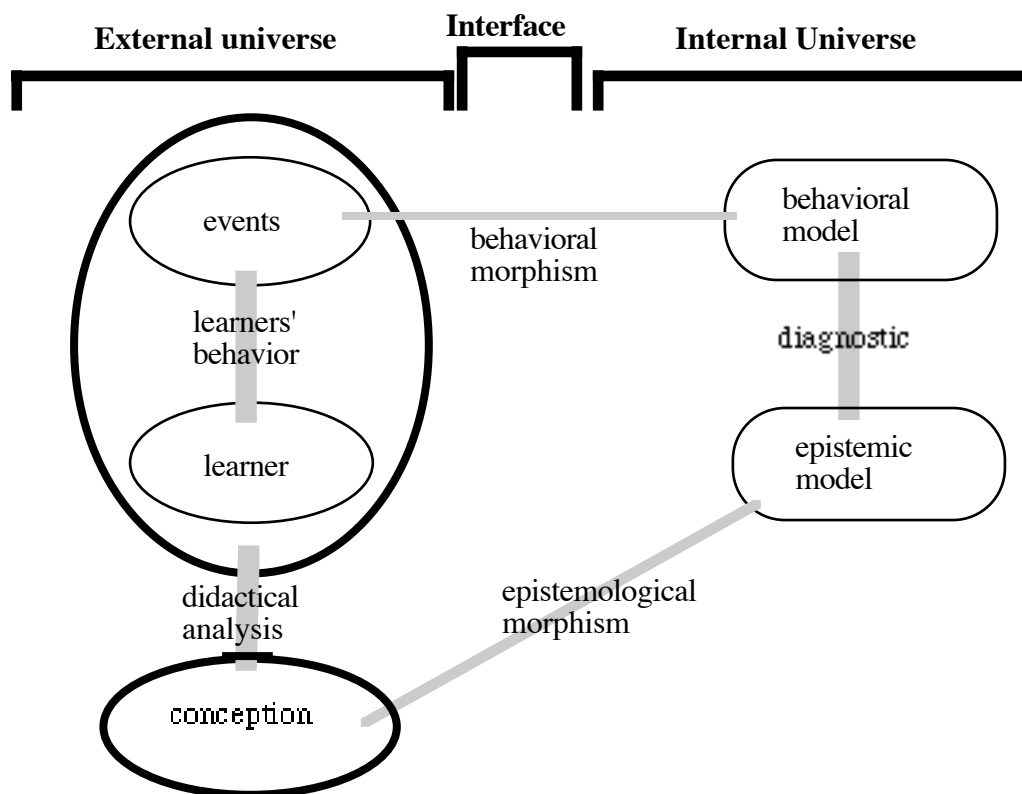 External universe
Interface
Internal Universe
events
behavioral
model
behavioral
morphism
learners'
behavior
diagnostic
learner
epistemic
model
didactical
analysis
epistemological
morphism
conception